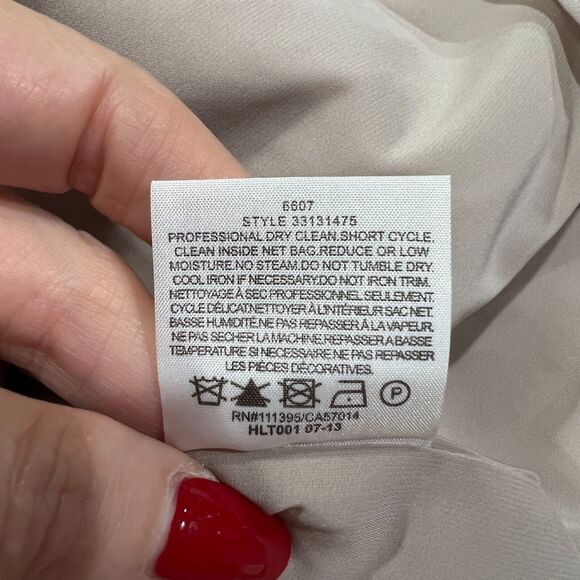 6607
STYLE 33131475
PROFESSIONAL DRY CLEAN.SHORT CYCLE.
CLEAN INSIDE NET BAG.REDUCE OR LOW
MOISTURE.NO STEAM.DO NOT TUMBLE DRY.
COOL IRON IF NECESSARY.DO NOT IRON TRIM.
NETTOYAGE À SEC PROFESSIONNEL SEULEMENT.
CYCLE DÉLICAT.NETTOYER À L'INTÉRIEUR SAC NET.
BASSE HUMIDITÉ.NE PAS REPASSER À LA VAPEUR.
NE PAS SECHER LA MACHINE.REPASSER A BASSE
TEMPERATURE SI NECESSAIRE.NE PAS REPASSER
LES PIÈCES DÉCORATIVES.
P
RN#111395/CA57014
HLT001 07-13